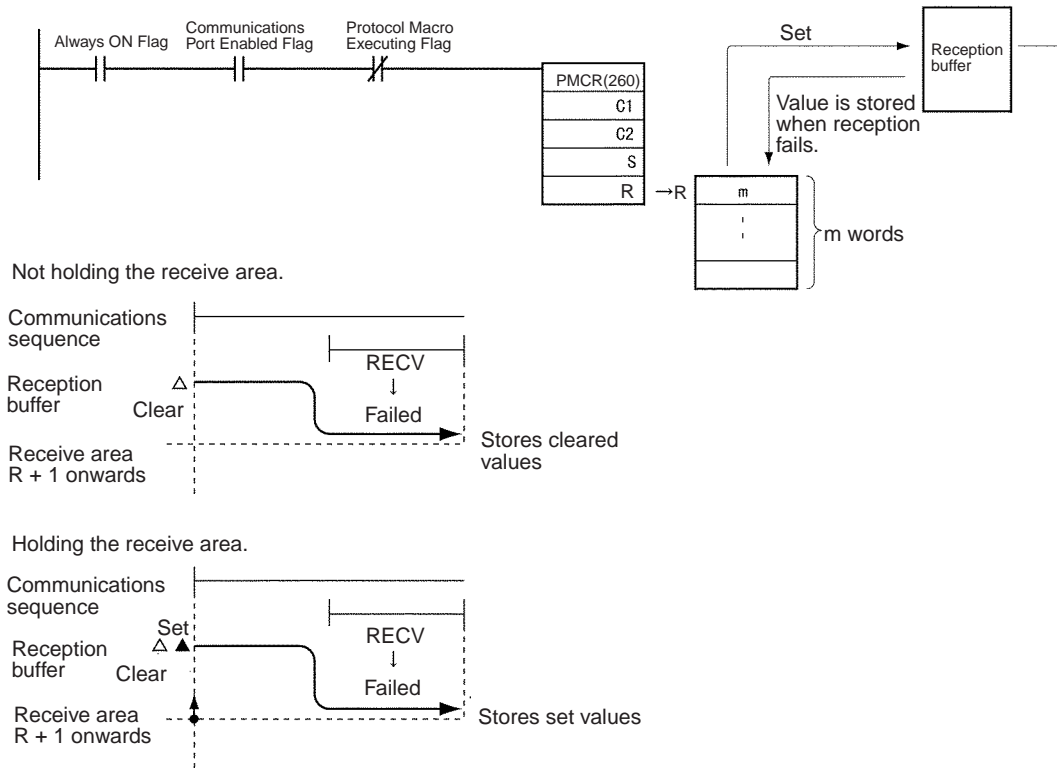 Always ON Flag
Communications
Port Enabled Flag
Protocol Macro
Executing Flag
PMCR(260)
C1
C2
S
R
→R
m
m words
Set
Reception
buffer
Value is stored
when reception
fails.
Not holding the receive area.
Communications
sequence
RECV
↓
Failed
Reception
buffer
Clear
Receive area
R + 1 onwards
Stores cleared
values
Holding the receive area.
Communications
sequence
RECV
↓
Failed
Set
Reception
buffer
Clear
Receive area
R + 1 onwards
Stores set values